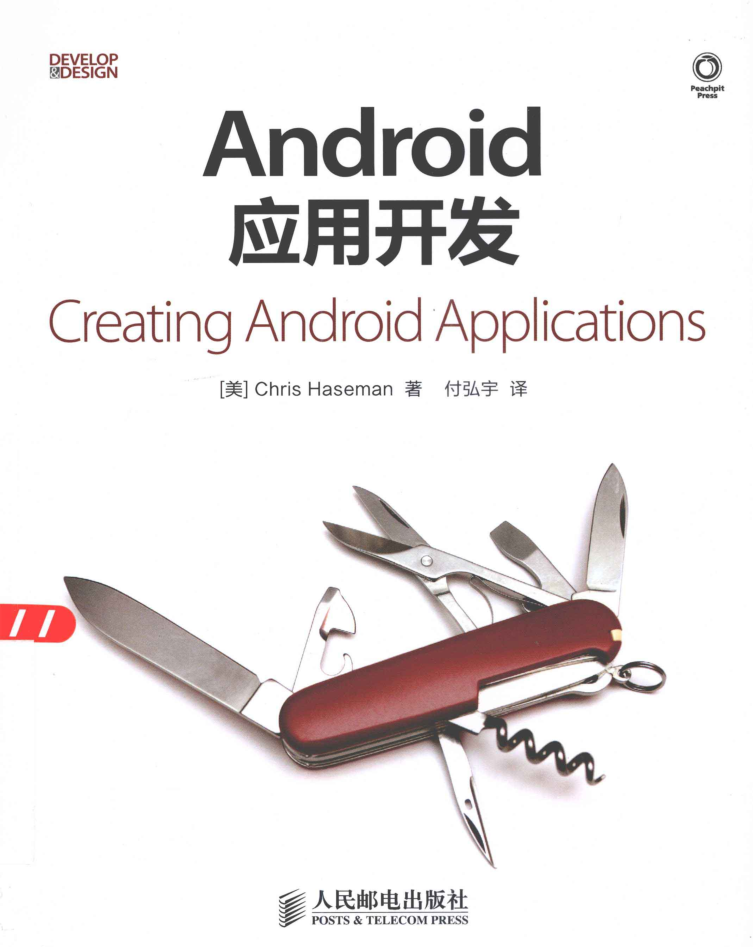 DEVELOP
&DESIGN
Peachpit
Press
Android
应用开发
Creating Android Applications
[美] Chris Haseman 著 付弘宇 译
人民邮电出版社
POSTS & TELECOM PRESS